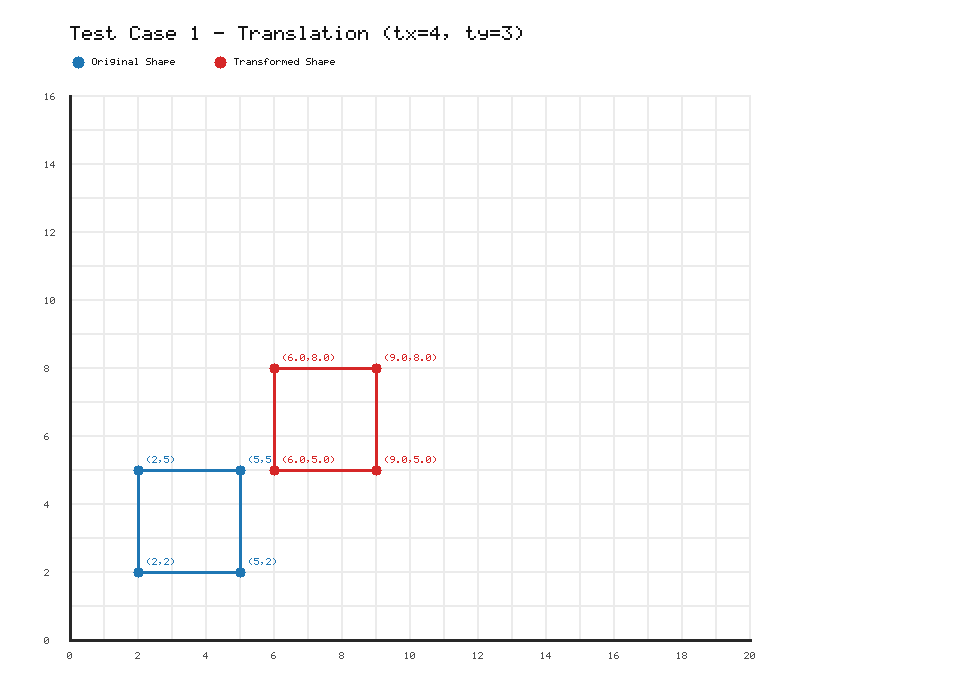 Test Case 1 - Translation (tx=4, ty=3)
Original Shape Transformed Shape
16
14
12
10
(6.0,8.0) (9.0,8.0)
8
6
(2,5) (5,5 (6.0,5.0) (9.0,5.0)
4
(2,2) (5,2)
2
0
0 2 4 6 8 10 12 14 16 18 20